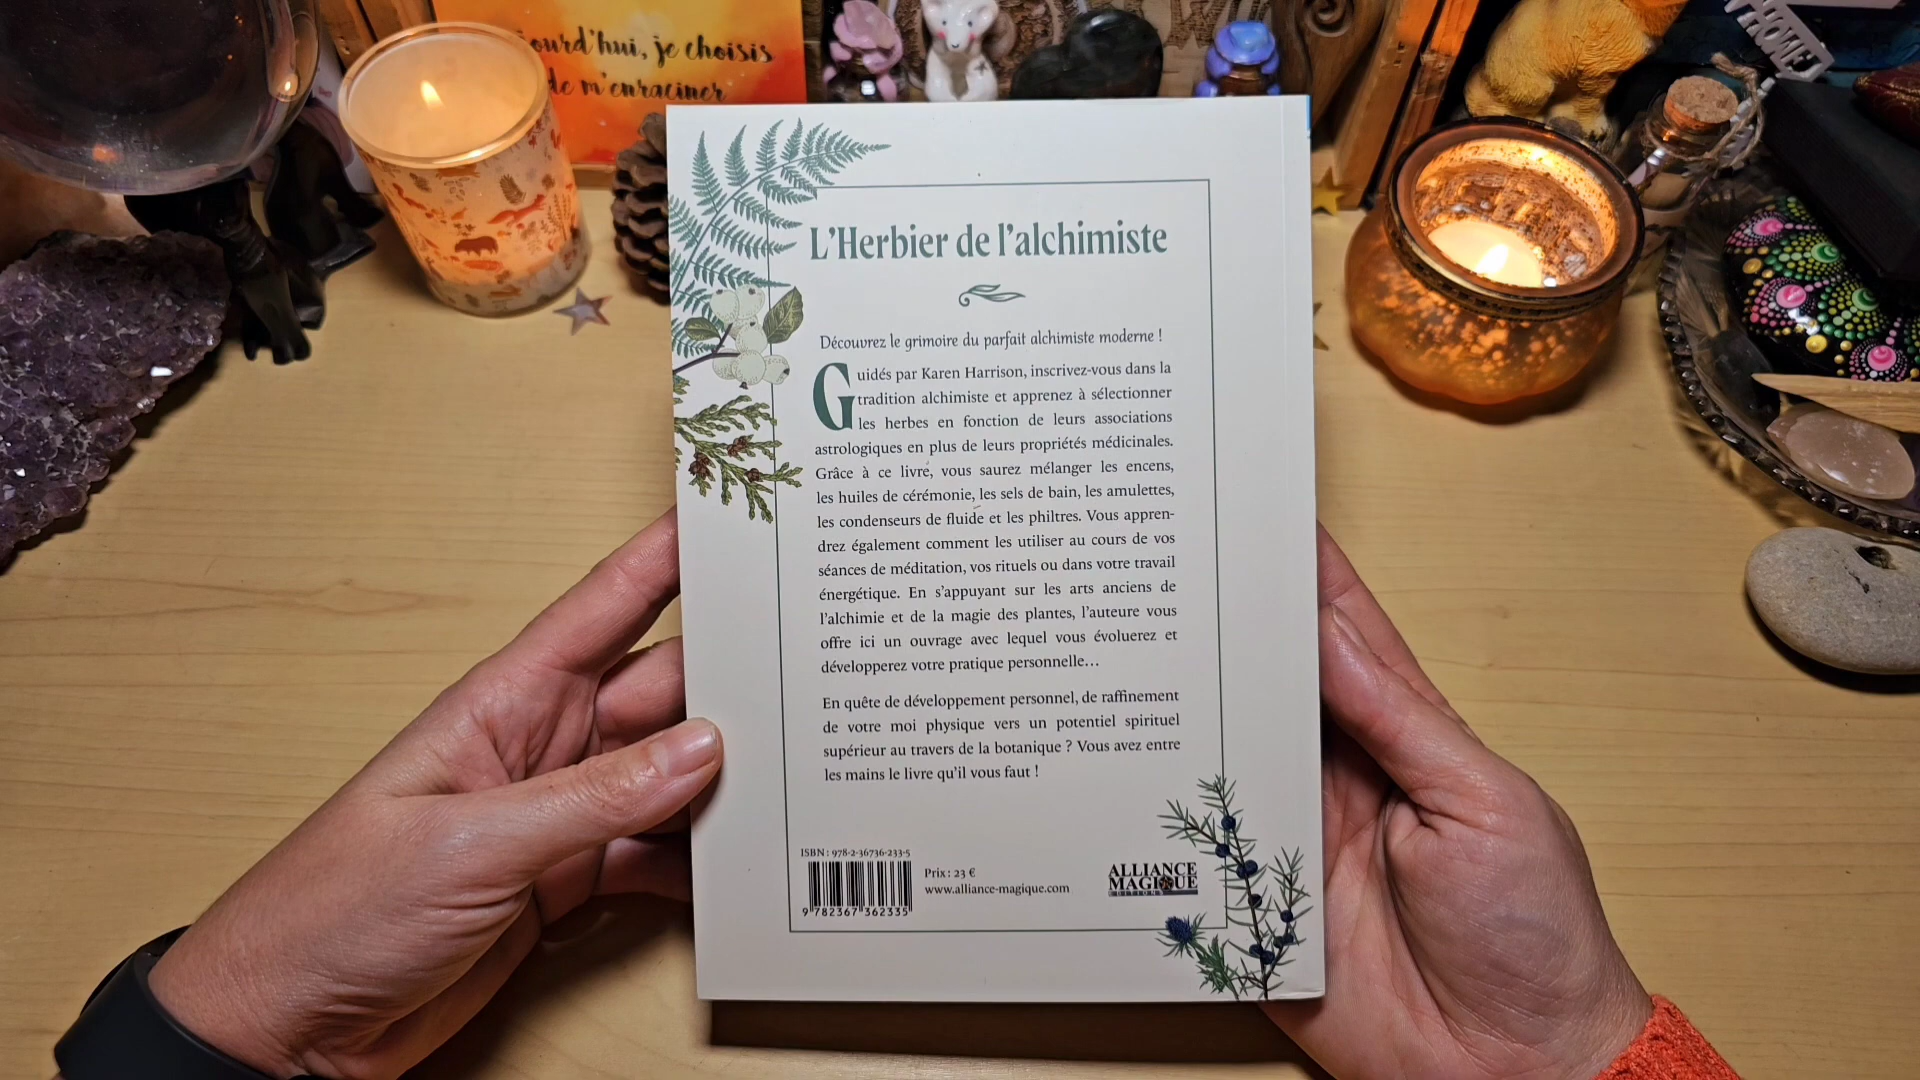 ourd'hui, je choisis
de m'enraciner
HOME
L'Herbier de l'alchimiste
Découvrez le grimoire du parfait alchimiste moderne !
Guidés par Karen Harrison, inscrivez-vous dans la
tradition alchimiste et apprenez à sélectionner
les herbes en fonction de leurs associations
astrologiques en plus de leurs propriétés médicinales.
Grâce à ce livre, vous saurez mélanger les encens,
les huiles de cérémonie, les sels de bain, les amulettes,
les condenseurs de fluide et les philtres. Vous appren-
drez également comment les utiliser au cours de vos
séances de méditation, vos rituels ou dans votre travail
énergétique. En s'appuyant sur les arts anciens de
l'alchimie et de la magie des plantes, l'auteure vous
offre ici un ouvrage avec lequel vous évoluerez et
développerez votre pratique personnelle...
En quête de développement personnel, de raffinement
de votre moi physique vers un potentiel spirituel
supérieur au travers de la botanique ? Vous avez entre
les mains le livre qu'il vous faut !
ISBN : 978-2-36736-233-5
9 782367 362335
Prix : 23 €
www.alliance-magique.com
ALLIANCE
MAGIQUE
EDITIONS